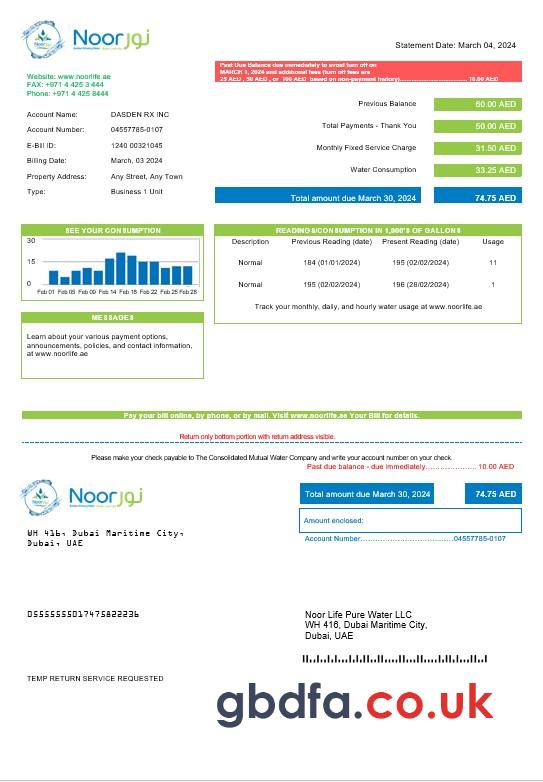 Noor نور
Statement Date: March 04, 2024
Past Due Balance due immediately to avoid turn off on
MARCH 1, 2024 and additional fees (turn off fees are
25 AED , 50 AED , or 100 AED based on non-payment history) 10.00 AED
Website: www.noorlife.ae
FAX: +971 4 425 3 444
Phone: +971 4 425 8444
Previous Balance 60.00 AED
Account Name: DASDEN RX INC
Total Payments - Thank You 50.00 AED
Account Number: 04557785-0107
E-Bill ID: 1240 00321045
Monthly Fixed Service Charge 31.50 AED
Billing Date: March, 03 2024
Water Consumption 33.25 AED
Property Address: Any Street, Any Town
Type: Business 1 Unit
Total amount due March 30, 2024 74.75 AED
SEE YOUR CONSUMPTION
30
15
0
Feb 01 Feb 05 Feb 09 Feb 14 Feb 18 Feb 22 Feb 25 Feb 28
READINGS/CONSUMPTION IN 1,000'S OF GALLONS
Description Previous Reading (date) Present Reading (date) Usage
Normal 184 (01/01/2024) 195 (02/02/2024) 11
Normal 195 (02/02/2024) 196 (28/02/2024) 1
Track your monthly, daily, and hourly water usage at www.noorlife.ae
MESSAGES
Learn about your various payment options,
announcements, policies, and contact information,
at www.noorlife.ae
Pay your bill online, by phone, or by mail. Visit www.noorlife.ae Your Bill for details.
Return only bottom portion with return address visible.
Please make your check payable to The Consolidated Mutual Water Company and write your account number on your check.
Past due balance - due immediately...................... 10.00 AED
Noor نور
Total amount due March 30, 2024 74.75 AED
Amount enclosed:
Account Number..............................04557785-0107
WH 416, Dubai Maritime City,
Dubai, UAE
05555555017475822236
Noor Life Pure Water LLC
WH 416, Dubai Maritime City,
Dubai, UAE
TEMP RETURN SERVICE REQUESTED
gbdfa.co.uk